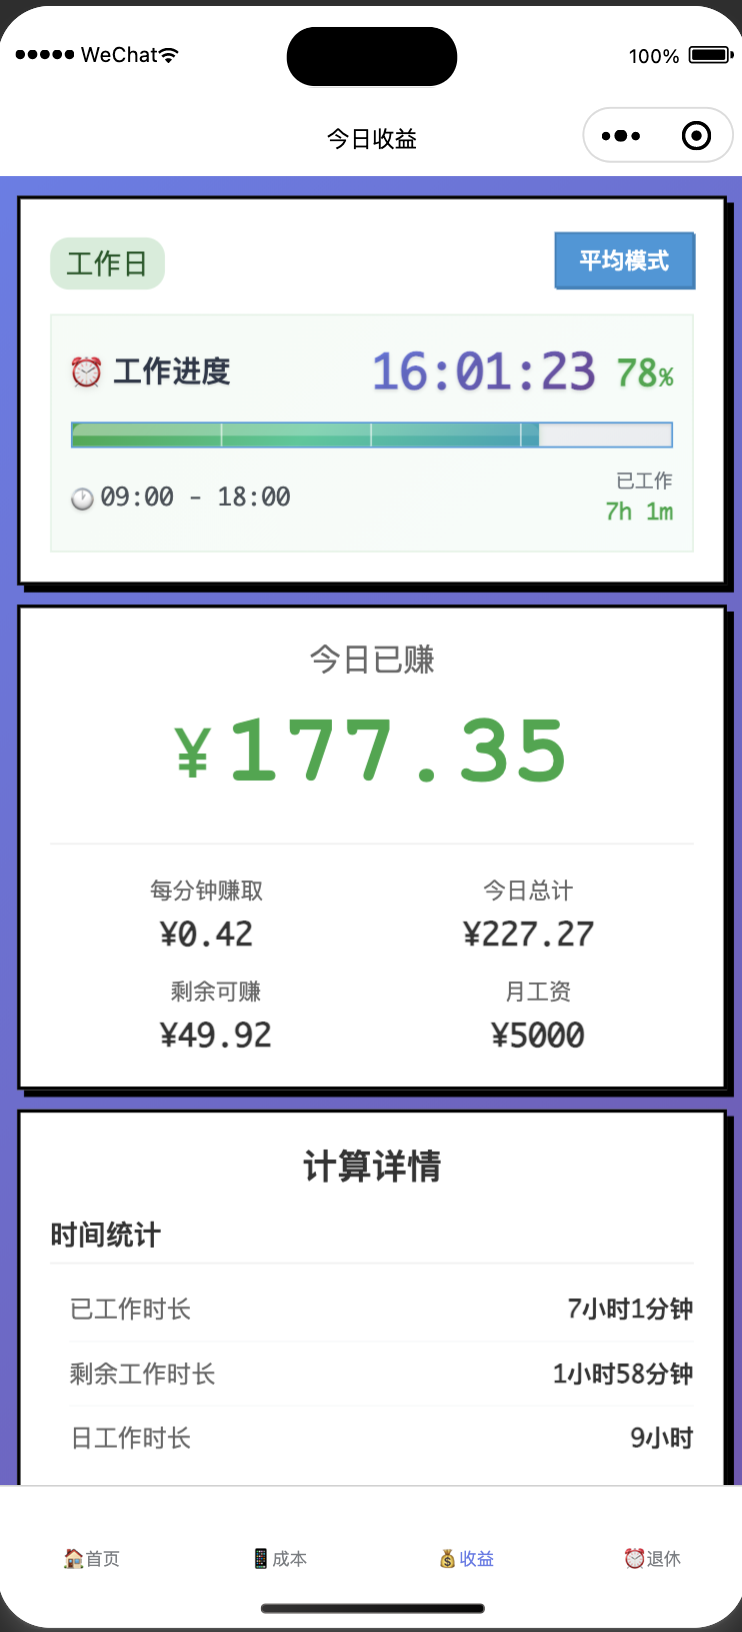 WeChat
100%
今日收益
工作日
平均模式
⏰ 工作进度 16:01:23 78%
09:00 - 18:00
已工作
7h 1m
今日已赚
¥177.35
每分钟赚取 今日总计
¥0.42 ¥227.27
剩余可赚 月工资
¥49.92 ¥5000
计算详情
时间统计
已工作时长 7小时1分钟
剩余工作时长 1小时58分钟
日工作时长 9小时
首页 成本 收益 退休